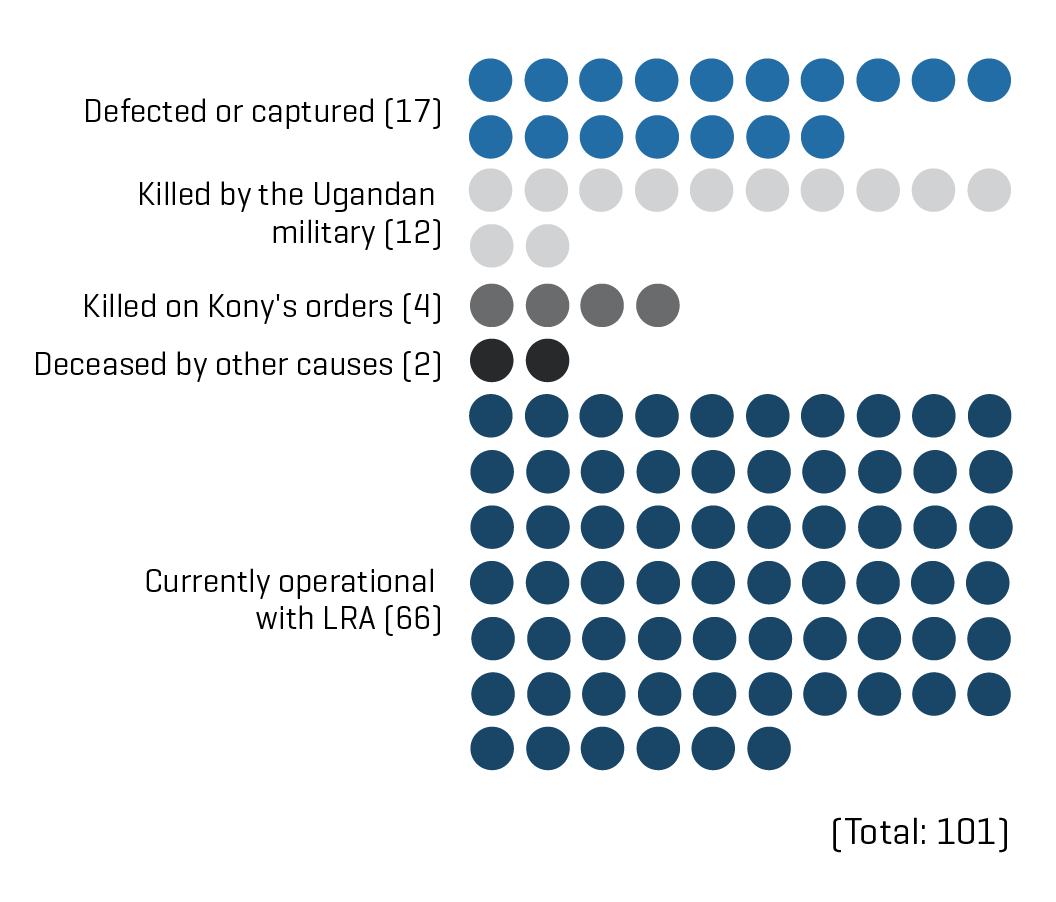 Defected or captured (17)
Killed by the Ugandan
military (12)
Killed on Kony's orders (4)
Deceased by other causes (2)
Currently operational
with LRA (66)
(Total: 101)